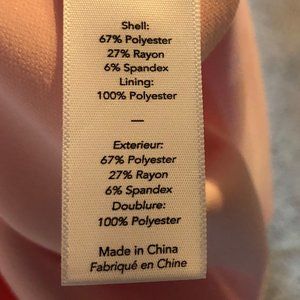 Shell:
67% Polyester
27% Rayon
6% Spandex
Lining:
100% Polyester
—
Exterieur:
67% Polyester
27% Rayon
6% Spandex
Doublure:
100% Polyester
Made in China
Fabriqué en Chine